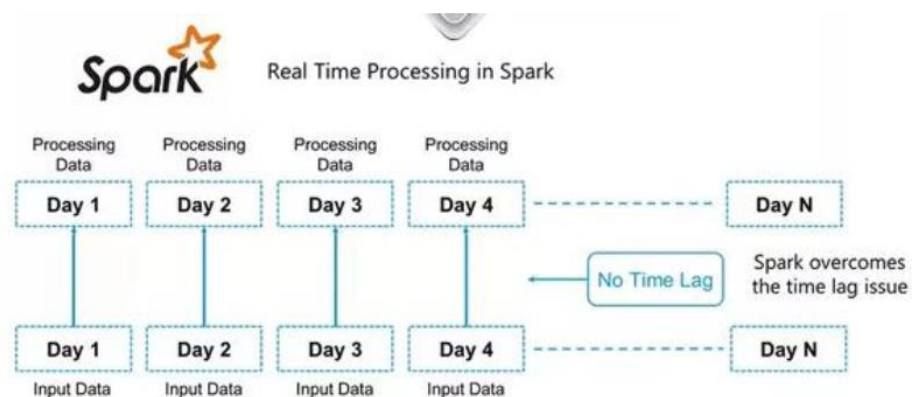 Spark
Real Time Processing in Spark
Processing Data
Processing Data
Processing Data
Processing Data
Day 1
Day 2
Day 3
Day 4
Day N
No Time Lag
Spark overcomes
the time lag issue
Day 1
Day 2
Day 3
Day 4
Day N
Input Data
Input Data
Input Data
Input Data